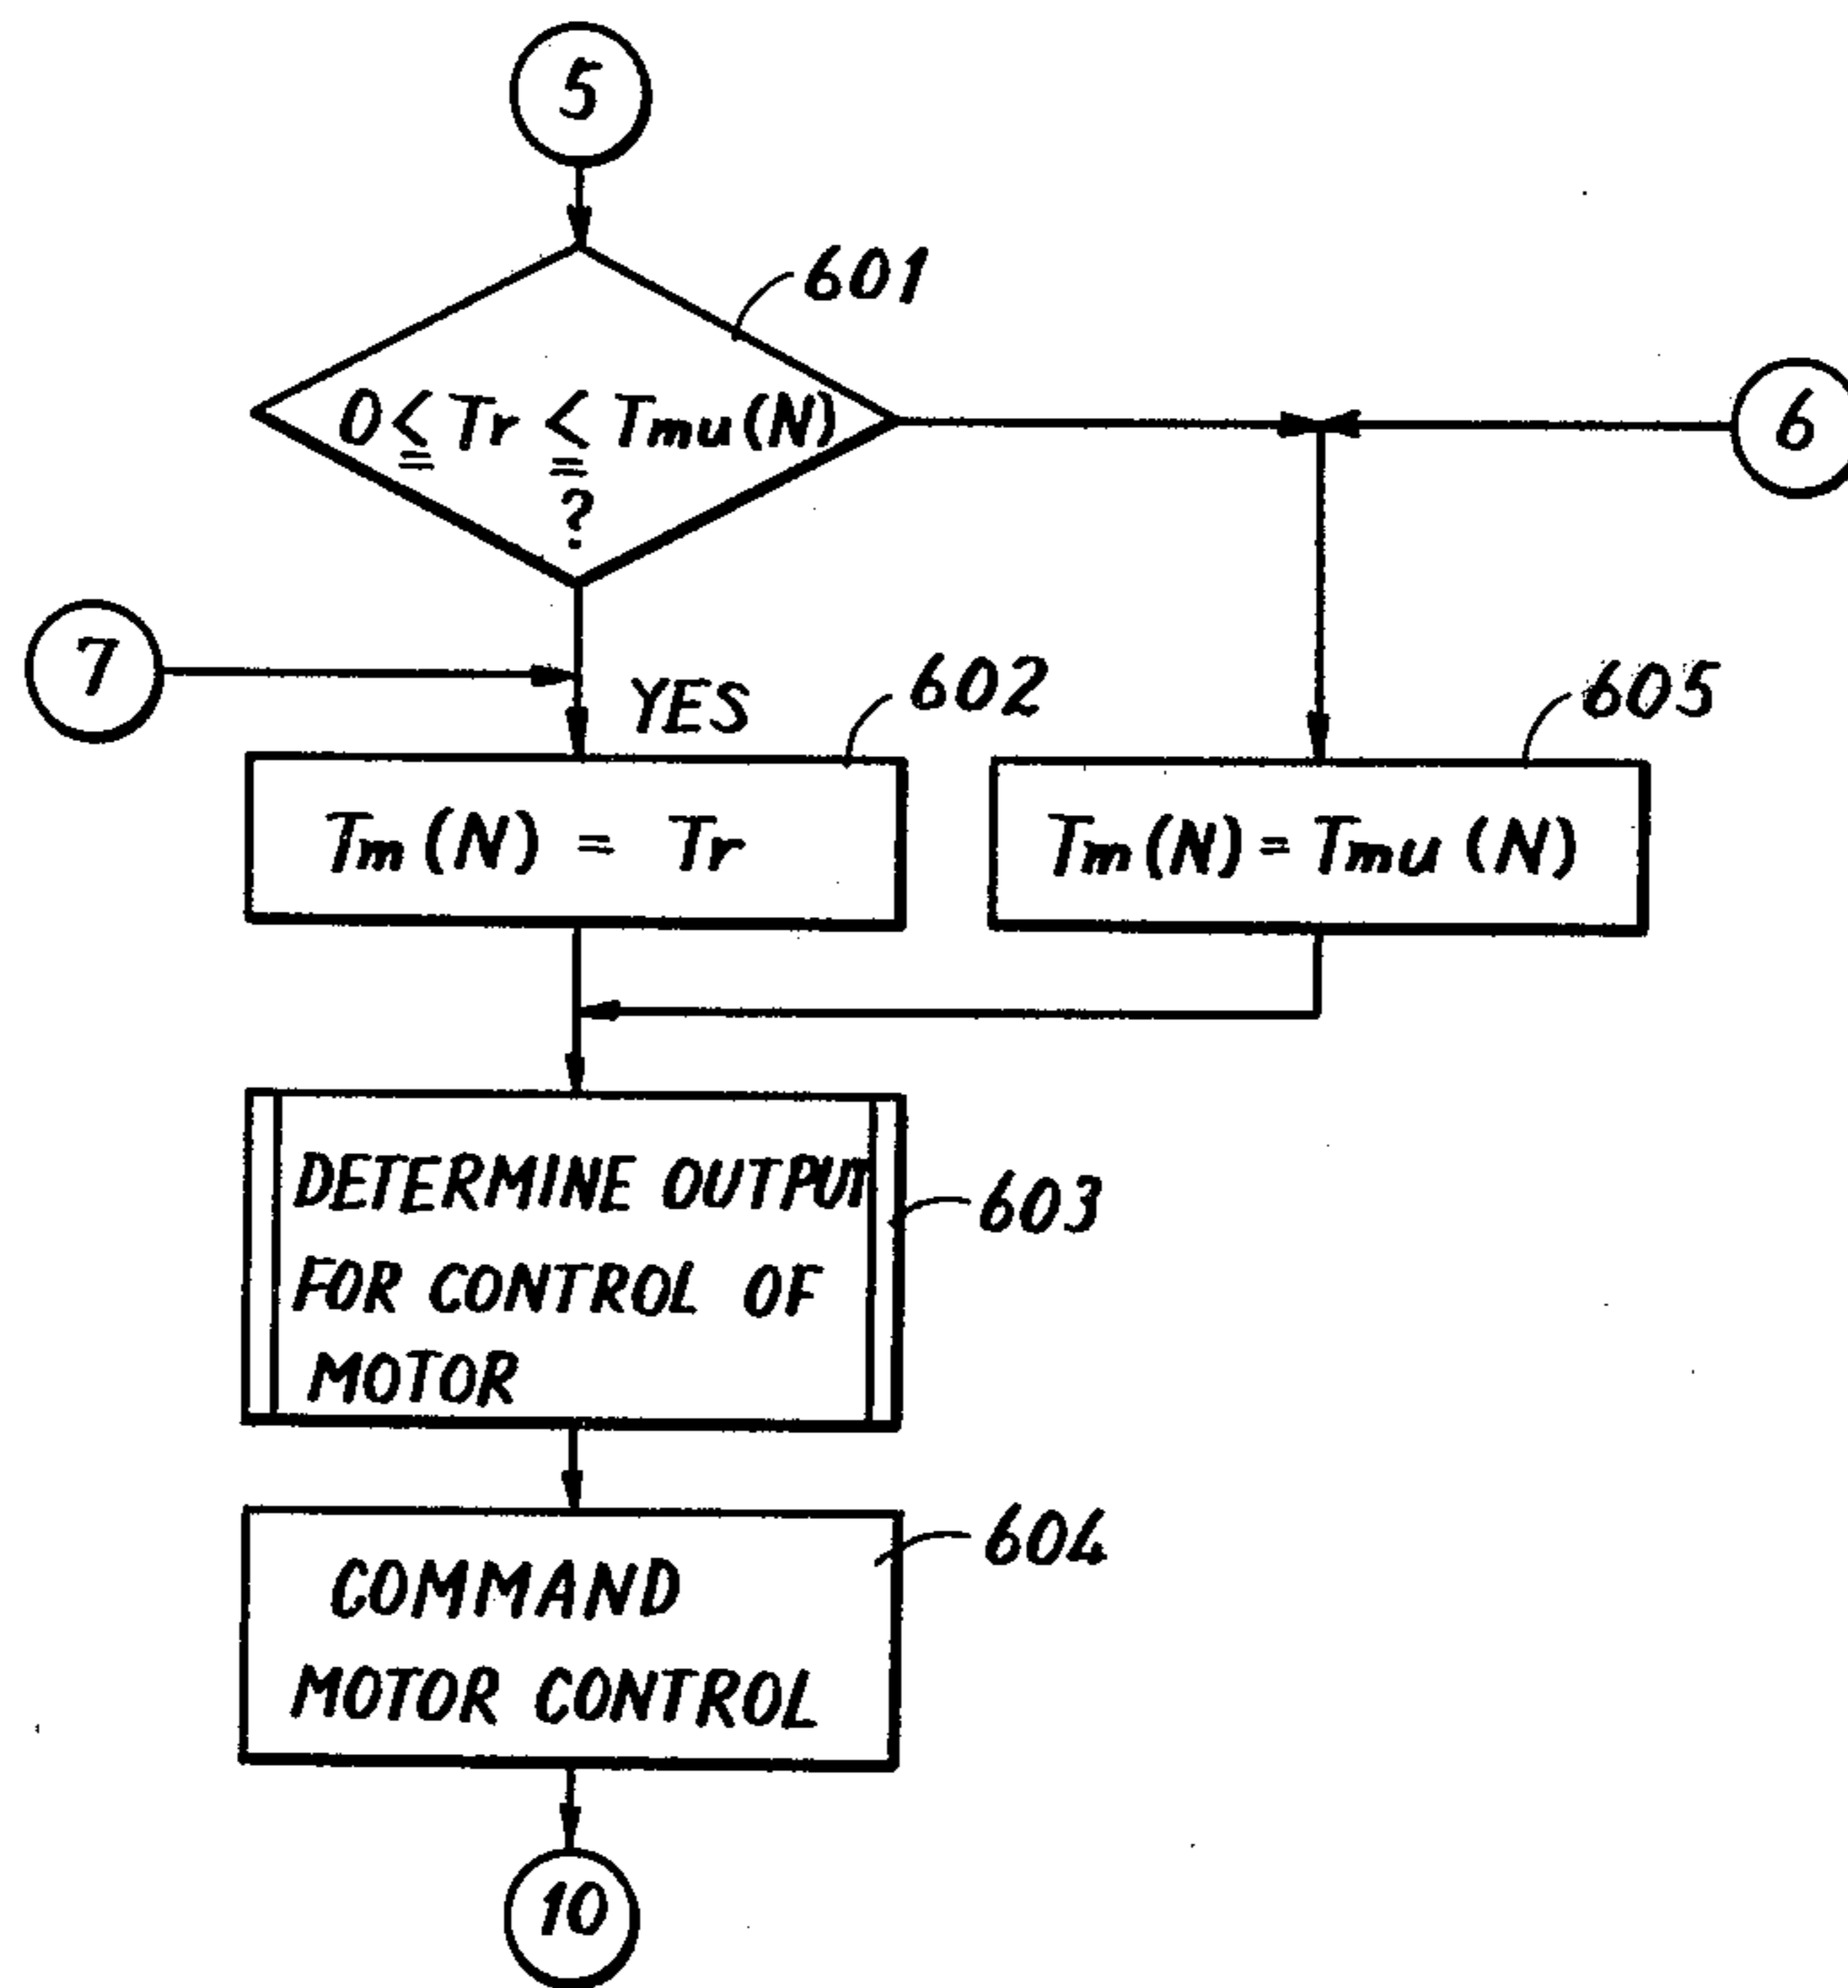 5
601
0 ≦ Tr ≦ Tmu(N)
?
6
7
YES
602
605
Tm(N) = Tr
Tm(N) = Tmu(N)
DETERMINE OUTPUT
FOR CONTROL OF
MOTOR
603
COMMAND
MOTOR CONTROL
604
10